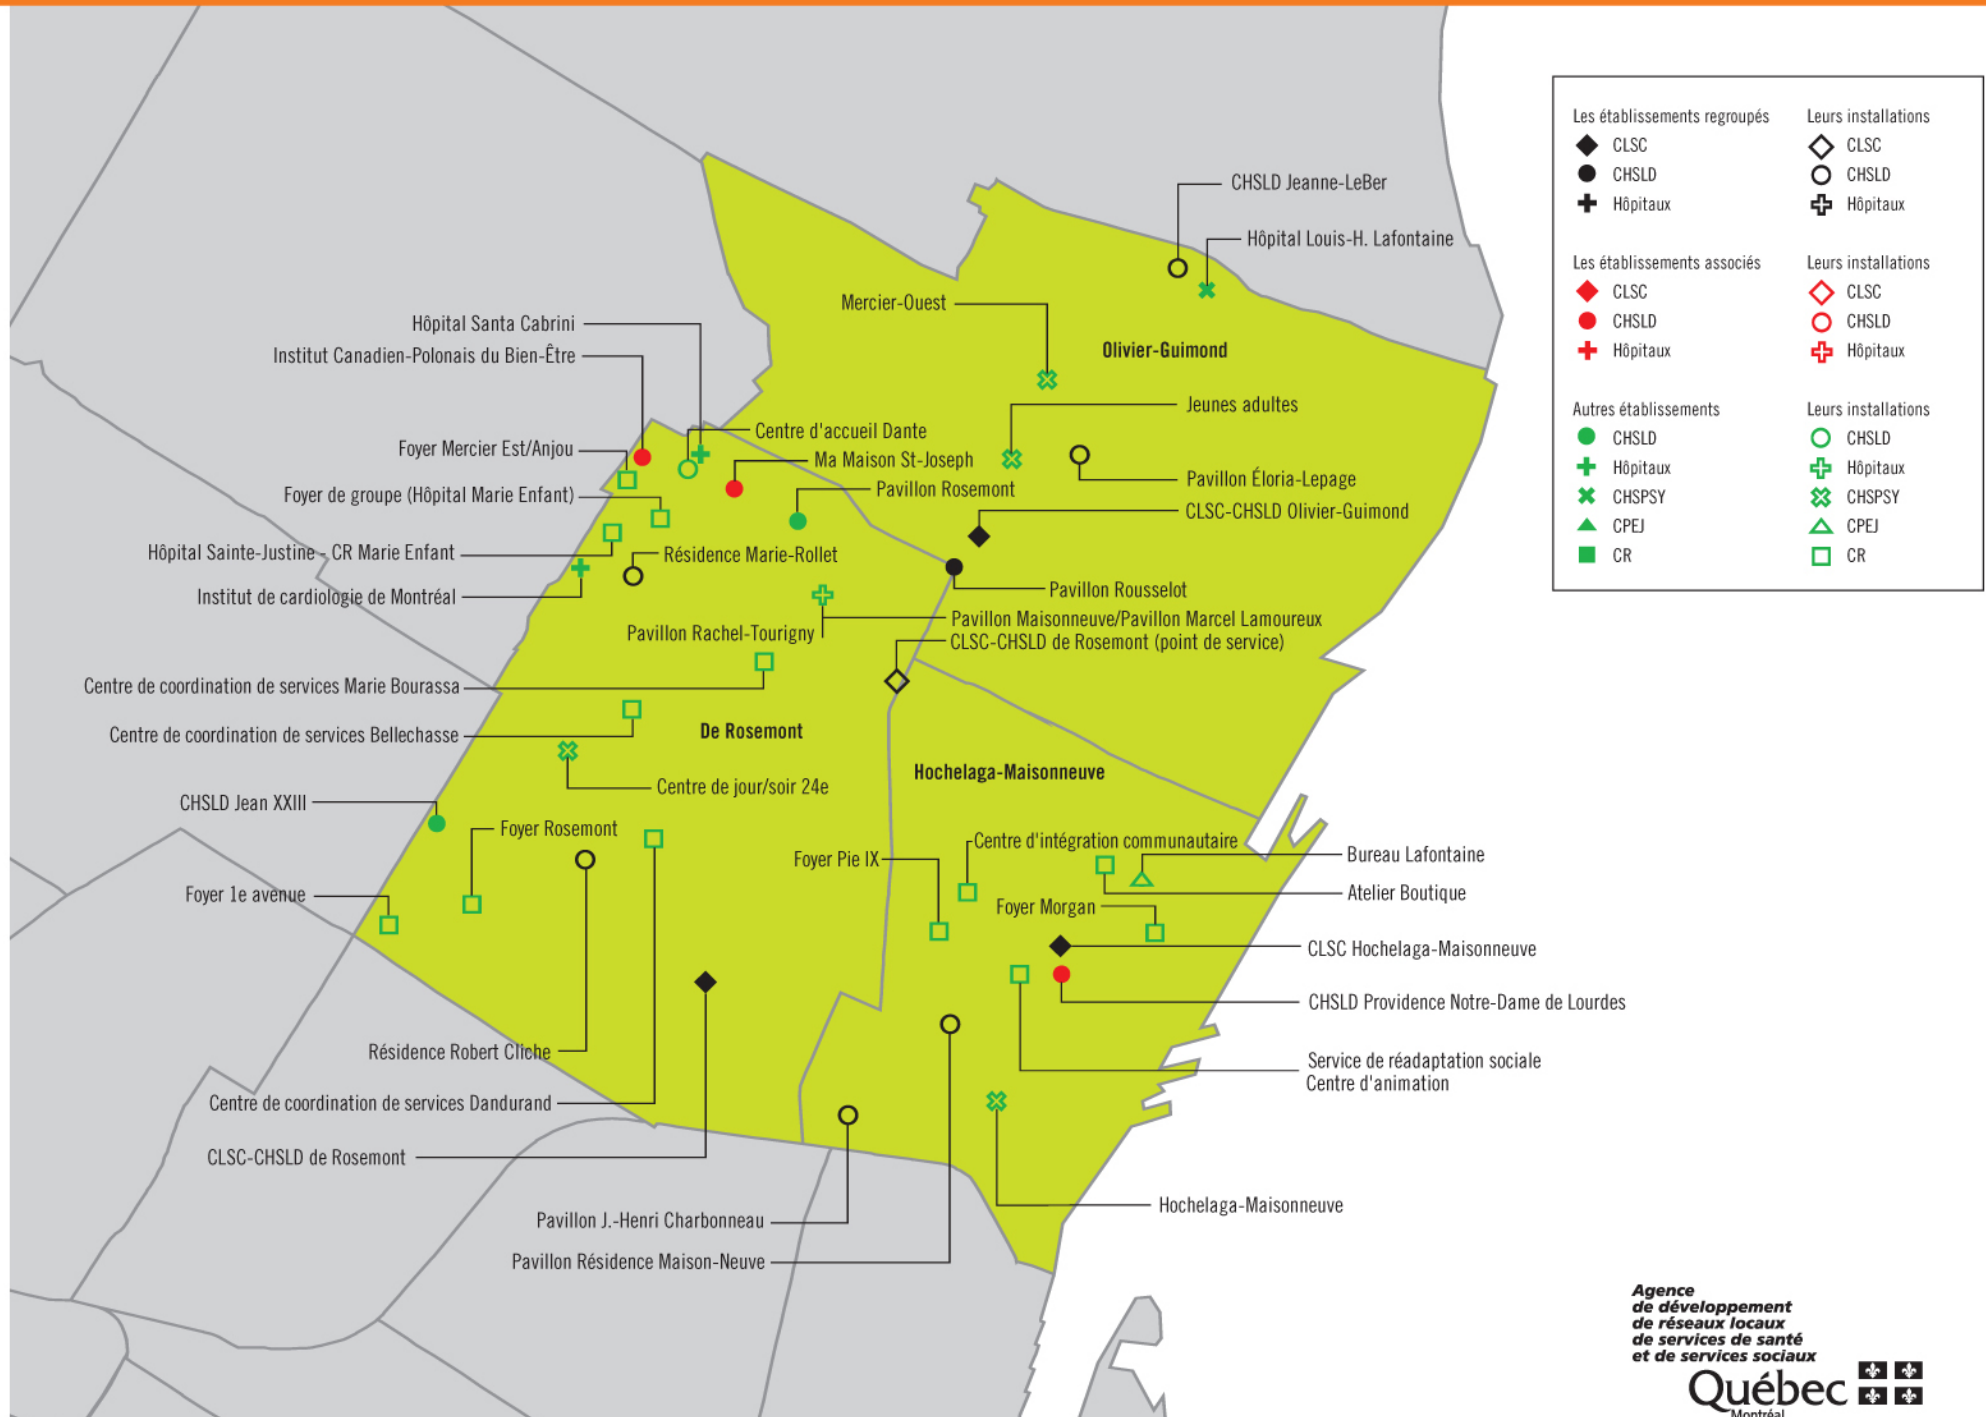 Les établissements regroupés
CLSC
CHSLD
Hôpitaux
Leurs installations
CLSC
CHSLD
Hôpitaux
Les établissements associés
CLSC
CHSLD
Hôpitaux
Leurs installations
CLSC
CHSLD
Hôpitaux
Autres établissements
CHSLD
Hôpitaux
CHSPSY
CPEJ
CR
Leurs installations
CHSLD
Hôpitaux
CHSPSY
CPEJ
CR
CHSLD Jeanne-LeBer
Hôpital Louis-H. Lafontaine
Mercier-Ouest
Hôpital Santa Cabrini
Olivier-Guimond
Institut Canadien-Polonais du Bien-Être
Jeunes adultes
Centre d'accueil Dante
Foyer Mercier Est/Anjou
Ma Maison St-Joseph
Pavillon Éloria-Lepage
Pavillon Rosemont
Foyer de groupe (Hôpital Marie Enfant)
CLSC-CHSLD Olivier-Guimond
Hôpital Sainte-Justine - CR Marie Enfant
Résidence Marie-Rollet
Pavillon Rousselot
Institut de cardiologie de Montréal
Pavillon Maisonneuve/Pavillon Marcel Lamoureux
Pavillon Rachel-Tourigny
CLSC-CHSLD de Rosemont (point de service)
Centre de coordination de services Marie Bourassa
De Rosemont
Centre de coordination de services Bellechasse
Hochelaga-Maisonneuve
Centre de jour/soir 24e
CHSLD Jean XXIII
Foyer Rosemont
Centre d'intégration communautaire
Foyer Pie IX
Bureau Lafontaine
Foyer 1e avenue
Atelier Boutique
Foyer Morgan
CLSC Hochelaga-Maisonneuve
CHSLD Providence Notre-Dame de Lourdes
Résidence Robert Cliche
Service de réadaptation sociale
Centre d'animation
Centre de coordination de services Dandurand
CLSC-CHSLD de Rosemont
Hochelaga-Maisonneuve
Pavillon J.-Henri Charbonneau
Pavillon Résidence Maison-Neuve
Agence
de développement
de réseaux locaux
de services de santé
et de services sociaux
Québec
Montréal